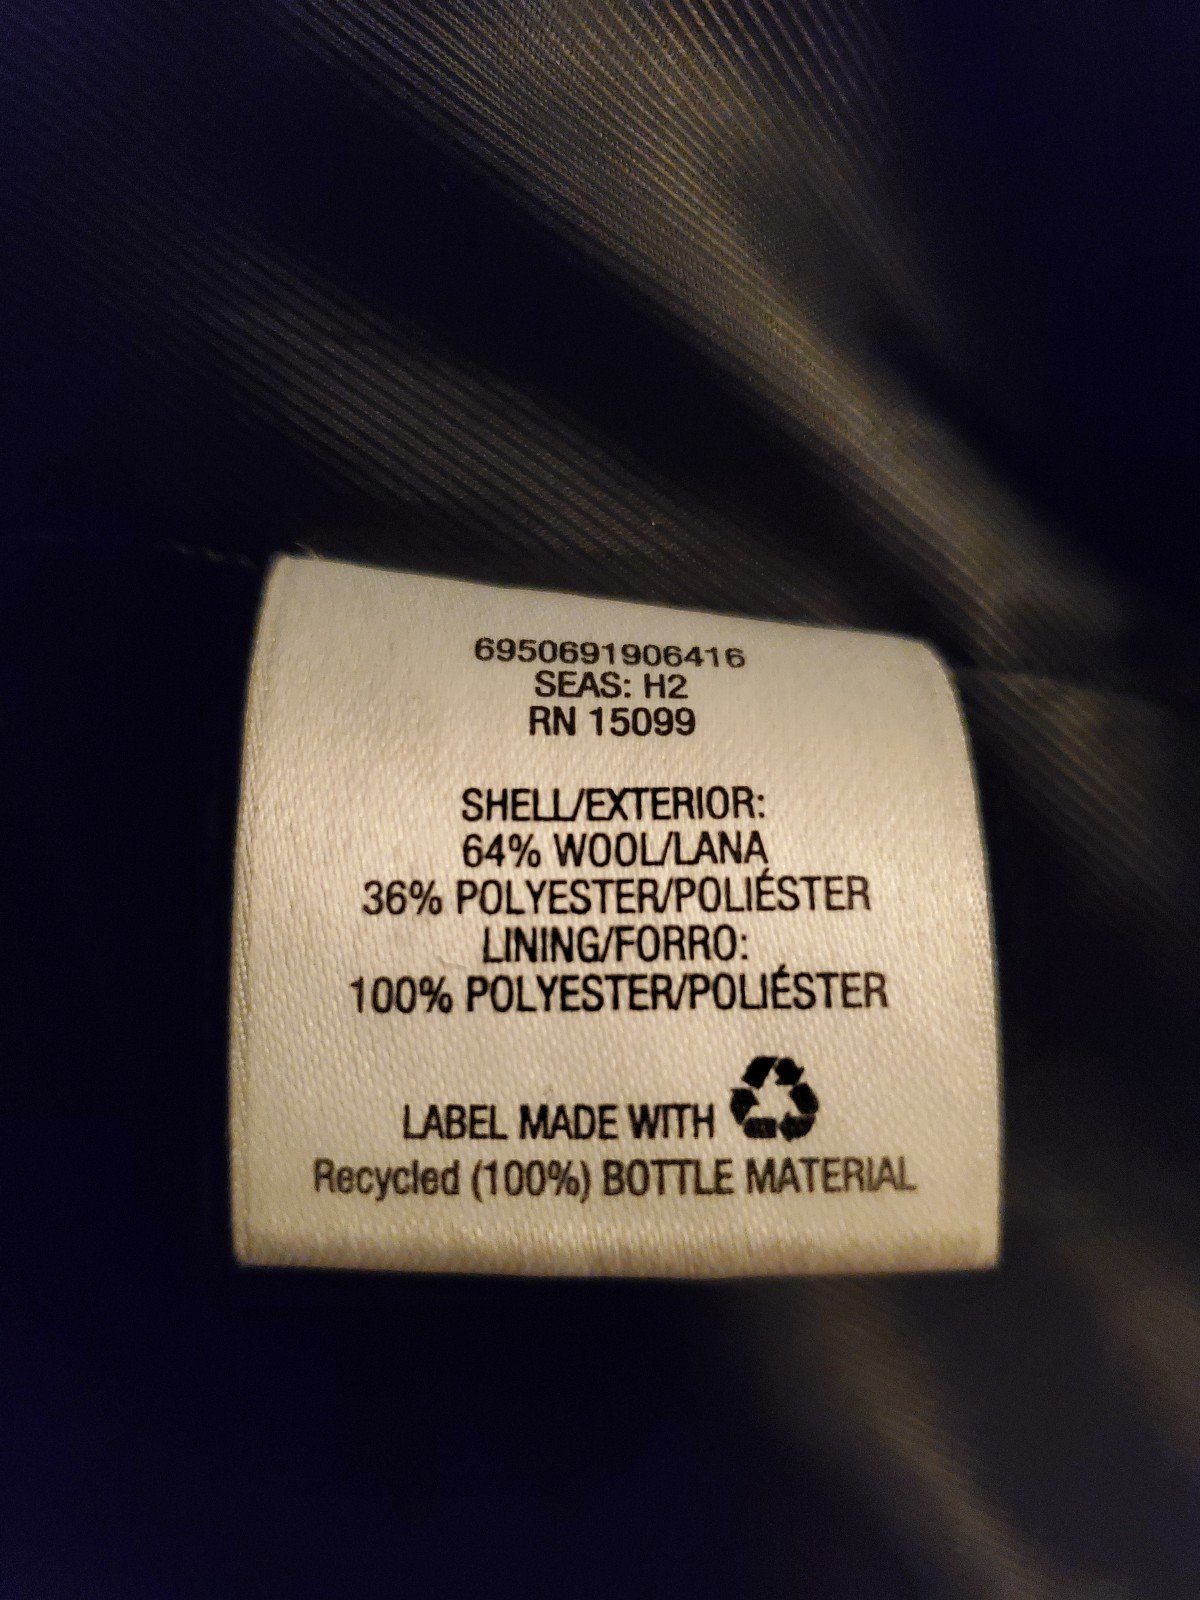 6950691906416
SEAS: H2
RN 15099
SHELL/EXTERIOR:
64% WOOL/LANA
36% POLYESTER/POLIÉSTER
LINING/FORRO:
100% POLYESTER/POLIÉSTER
LABEL MADE WITH
Recycled (100%) BOTTLE MATERIAL